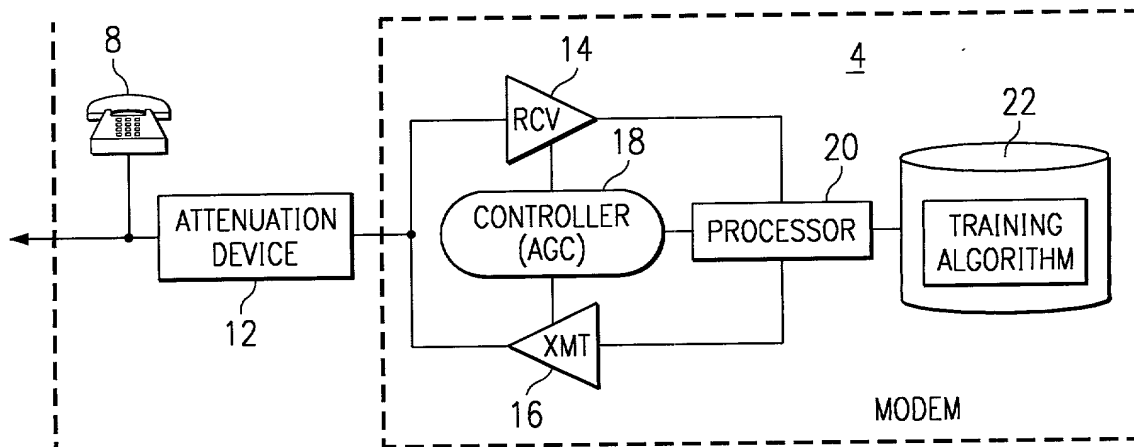 8
14
4
RCV
22
18
20
ATTENUATION
DEVICE
CONTROLLER
(AGC)
PROCESSOR
TRAINING
ALGORITHM
12
XMT
16
MODEM